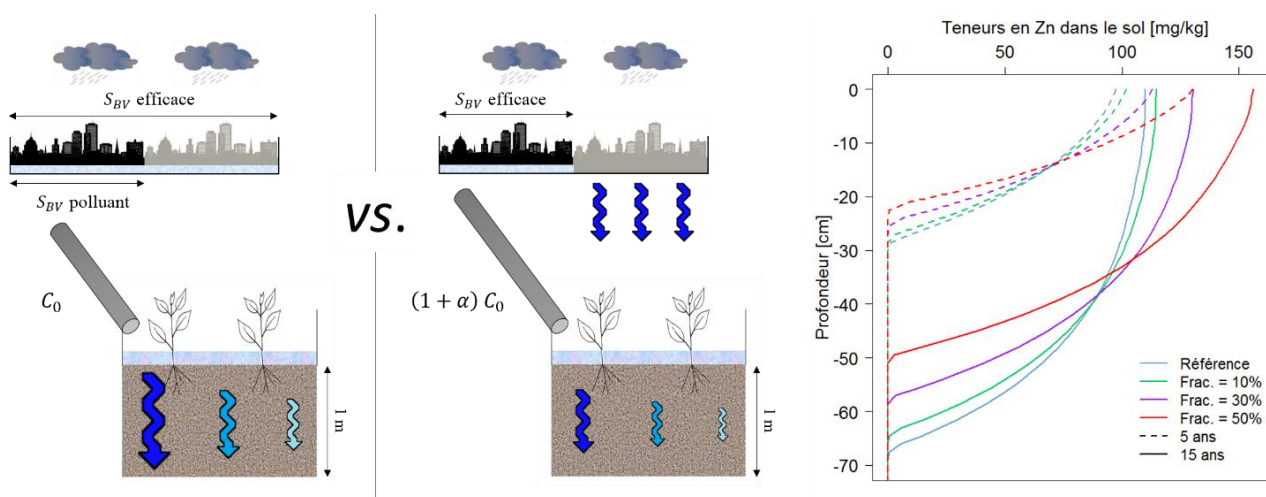 S_BV efficace
S_BV polluant
C_0
1 m
vs.
S_BV efficace
(1 + α) C_0
1 m
Teneurs en Zn dans le sol [mg/kg]
0 50 100 150
Profondeur [cm]
0
-10
-20
-30
-40
-50
-60
-70
Référence
Frac. = 10%
Frac. = 30%
Frac. = 50%
5 ans
15 ans